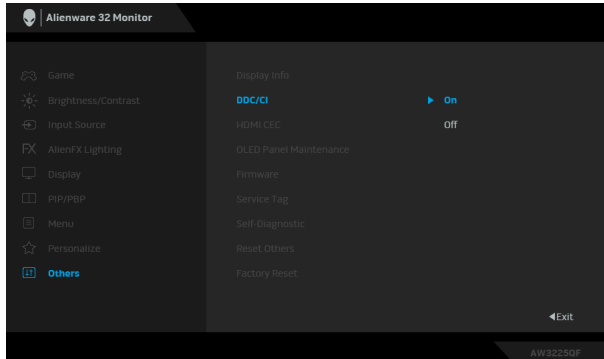 Alienware 32 Monitor
Game
Brightness/Contrast
Input Source
FX AlienFX Lighting
Display
PIP/PBP
Menu
Personalize
Others
Display Info
DDC/CI
HDMI CEC
OLED Panel Maintenance
Firmware
Service Tag
Self-Diagnostic
Reset Others
Factory Reset
On
Off
Exit
AW3225QF